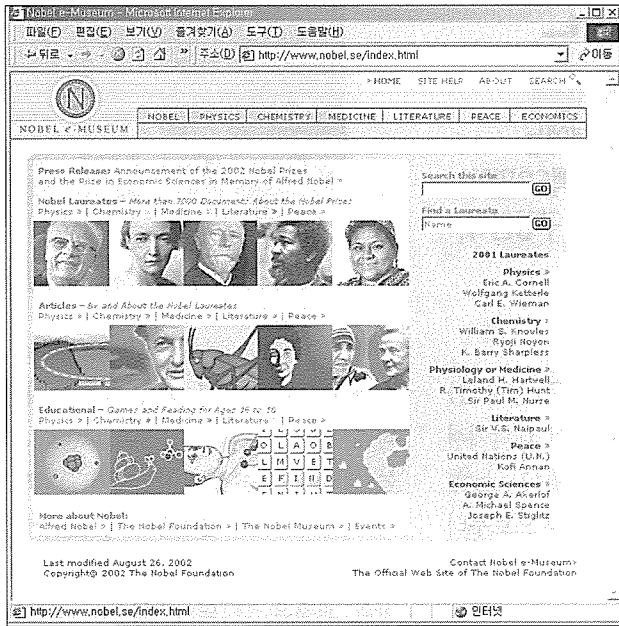 Nobel e-Museum - Microsoft Internet Explorer
파일(F) 편집(E) 보기(V) 즐겨찾기(A) 도구(T) 도움말(H)
뒤로 주소(D) http://www.nobel.se/index.html 이동
HOME SITE HELP ABOUT SEARCH
N
NOBEL e-MUSEUM
NOBEL PHYSICS CHEMISTRY MEDICINE LITERATURE PEACE ECONOMICS
Press Release: Announcement of the 2002 Nobel Prizes
and the Prize in Economic Sciences in Memory of Alfred Nobel »
Nobel Laureates - More than 7000 Documents About the Nobel Prizes
Physics » | Chemistry » | Medicine » | Literature » | Peace »
Articles - By and About the Nobel Laureates
Physics » | Chemistry » | Medicine » | Literature » | Peace »
Educational - Games and Reading for Ages 16 to 50
Physics » | Chemistry » | Medicine » | Literature | Peace »
O L A O B
L M V E T
E F I N D
More about Nobel:
Alfred Nobel » | The Nobel Foundation » | The Nobel Museum » | Events »
Search this site
GO
Find a Laureate
Name GO
2001 Laureates
Physics »
Eric A. Cornell
Wolfgang Ketterle
Carl E. Wieman
Chemistry »
William S. Knowles
Ryoji Noyori
K. Barry Sharpless
Physiology or Medicine »
Leland H. Hartwell
R. Timothy (Tim) Hunt
Sir Paul M. Nurse
Literature »
Sir V.S. Naipaul
Peace »
United Nations (U.N.)
Kofi Annan
Economic Sciences »
George A. Akerlof
A. Michael Spence
Joseph E. Stiglitz
Last modified August 26, 2002
Copyright© 2002 The Nobel Foundation
Contact Nobel e-Museum»
The Official Web Site of The Nobel Foundation
http://www.nobel.se/index.html 인터넷